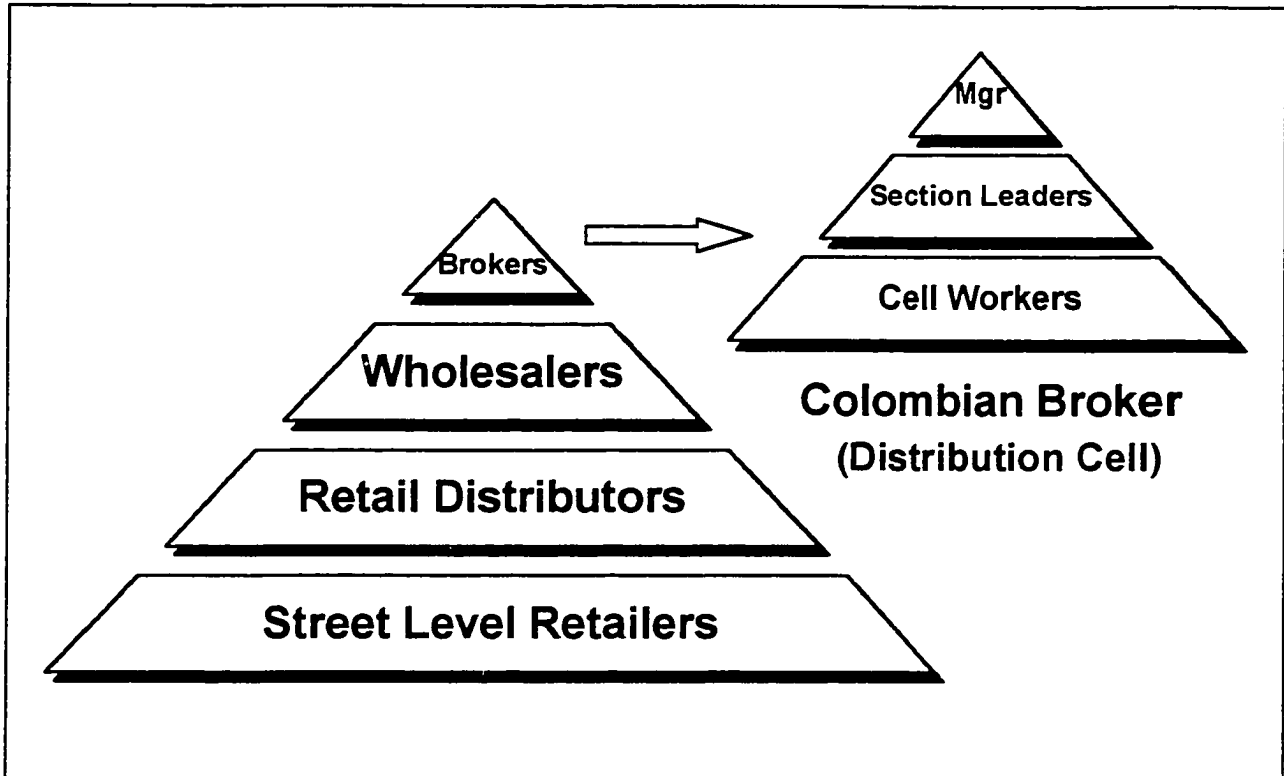 Brokers
Wholesalers
Retail Distributors
Street Level Retailers
Mgr
Section Leaders
Cell Workers
Colombian Broker
(Distribution Cell)